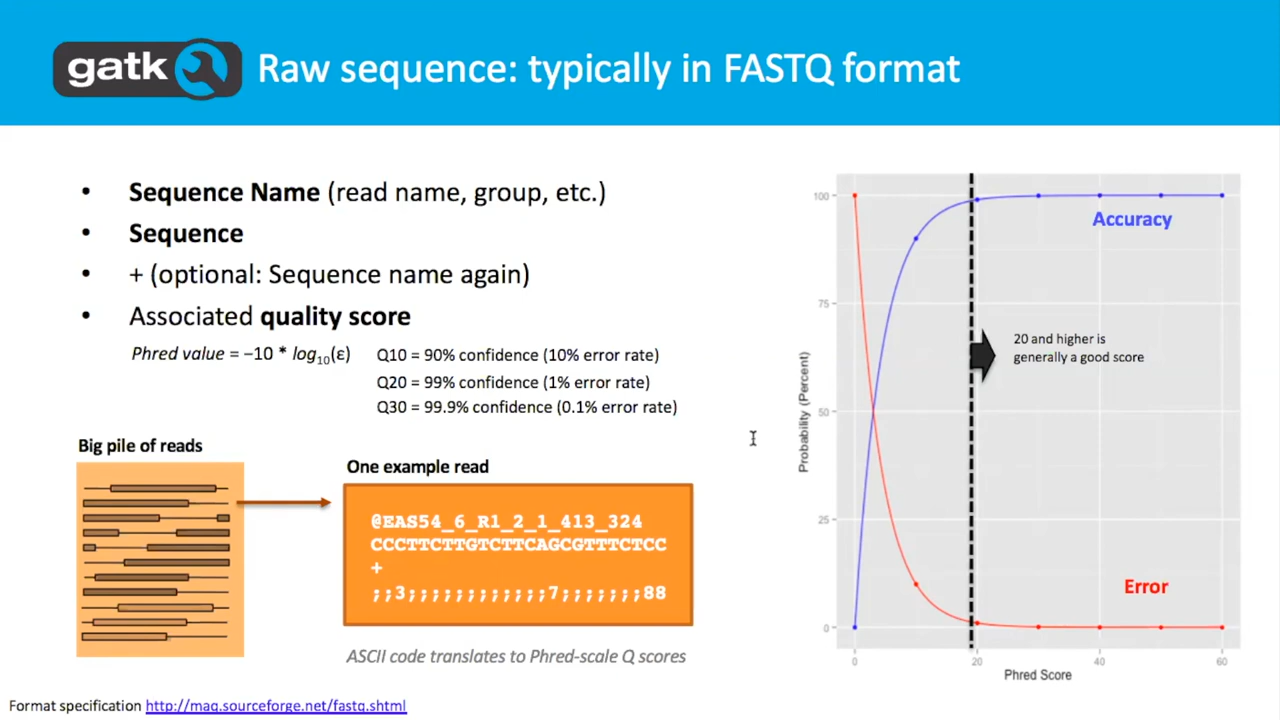 gatk
Raw sequence: typically in FASTQ format
• Sequence Name (read name, group, etc.)
• Sequence
• + (optional: Sequence name again)
• Associated quality score
Phred value = –10 * log10(ε)
Q10 = 90% confidence (10% error rate)
Q20 = 99% confidence (1% error rate)
Q30 = 99.9% confidence (0.1% error rate)
Big pile of reads
One example read
@EAS54_6_R1_2_1_413_324
CCCTTCTTGTCTTCAGCGTTTCTCC
+
;;3;;;;;;;;;;;;7;;;;;;;88
ASCII code translates to Phred-scale Q scores
Format specification http://maq.sourceforge.net/fastq.shtml
100
75
50
25
0
Probability (Percent)
Accuracy
20 and higher is
generally a good score
Error
0
20
40
60
Phred Score